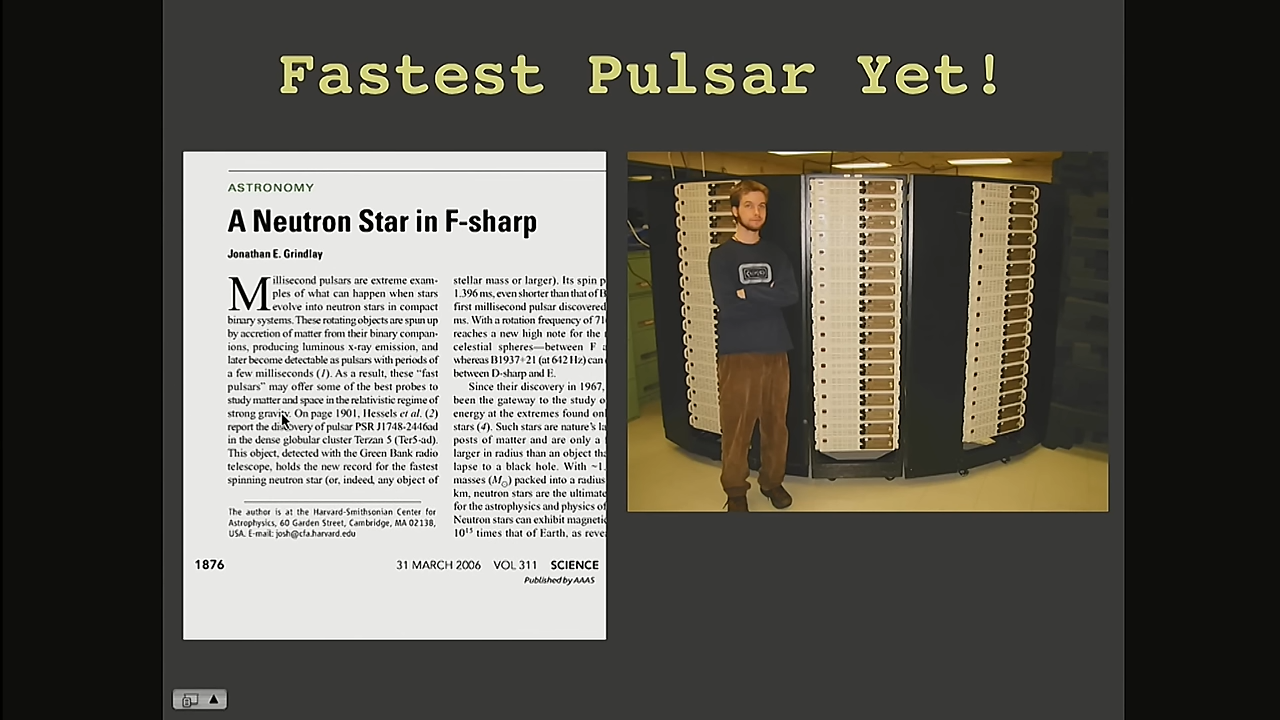 Fastest Pulsar Yet!
ASTRONOMY
A Neutron Star in F-sharp
Jonathan E. Grindlay
Millisecond pulsars are extreme exam-
ples of what can happen when stars
evolve into neutron stars in compact
binary systems. These rotating objects are spun up
by accretion of matter from their binary compan-
ions, producing luminous x-ray emission, and
later become detectable as pulsars with periods of
a few milliseconds (1). As a result, these “fast
pulsars” may offer some of the best probes to
study matter and space in the relativistic regime of
strong gravity. On page 1901, Hessels et al. (2)
report the discovery of pulsar PSR J1748-2446ad
in the dense globular cluster Terzan 5 (Ter5-ad).
This object, detected with the Green Bank radio
telescope, holds the new record for the fastest
spinning neutron star (or, indeed, any object of
The author is at the Harvard-Smithsonian Center for
Astrophysics, 60 Garden Street, Cambridge, MA 02138,
USA. E-mail: josh@cfa.harvard.edu
stellar mass or larger). Its spin p
1.396 ms, even shorter than that of B
first millisecond pulsar discovered
ms. With a rotation frequency of 71
reaches a new high note for the
celestial spheres—between F a
whereas B1937+21 (at 642 Hz) can
between D-sharp and E.
Since their discovery in 1967,
been the gateway to the study o
energy at the extremes found onl
stars (4). Such stars are nature's la
posts of matter and are only a
larger in radius than an object tha
lapse to a black hole. With ~1.
masses (M☉) packed into a radius
km, neutron stars are the ultimate
for the astrophysics and physics of
Neutron stars can exhibit magnetic
10¹⁵ times that of Earth, as reve
1876 31 MARCH 2006 VOL 311 SCIENCE
Published by AAAS